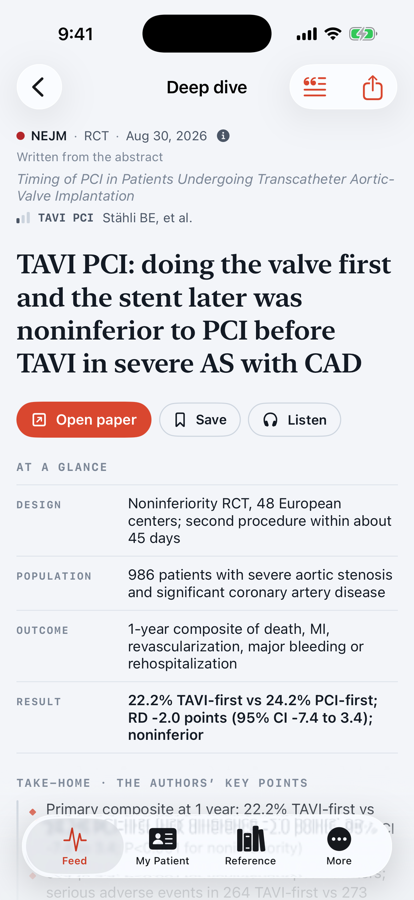 9:41
Deep dive
NEJM · RCT · Aug 30, 2026
Written from the abstract
Timing of PCI in Patients Undergoing Transcatheter Aortic-
Valve Implantation
TAVI PCI Stähli BE, et al.
TAVI PCI: doing the valve first
and the stent later was
noninferior to PCI before
TAVI in severe AS with CAD
Open paper
Save
Listen
AT A GLANCE
DESIGN
Noninferiority RCT, 48 European
centers; second procedure within about
45 days
POPULATION
986 patients with severe aortic stenosis
and significant coronary artery disease
OUTCOME
1-year composite of death, MI,
revascularization, major bleeding or
rehospitalization
RESULT
22.2% TAVI-first vs 24.2% PCI-first;
RD -2.0 points (95% CI -7.4 to 3.4);
noninferior
TAKE-HOME · THE AUTHORS’ KEY POINTS
Primary composite at 1 year: 22.2% TAVI-first vs
CI
Feed
My Patient
Reference
More
serious adverse events in 264 TAVI-first vs 273